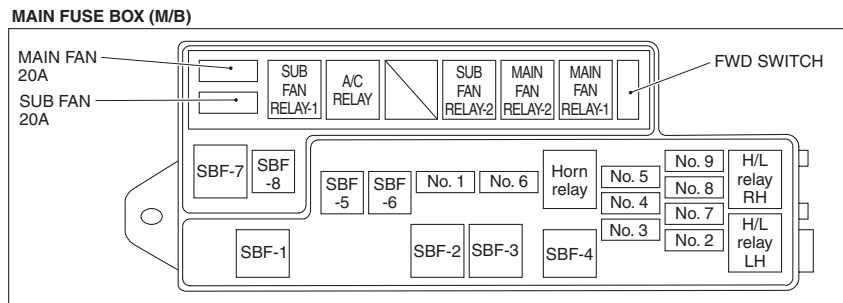 MAIN FUSE BOX (M/B)
MAIN FAN
20A
SUB FAN
20A
SUB
FAN
RELAY-1
A/C
RELAY
SUB
FAN
RELAY-2
MAIN
FAN
RELAY-2
MAIN
FAN
RELAY-1
FWD SWITCH
SBF-7
SBF
-8
SBF
-5
SBF
-6
No. 1
No. 6
Horn
relay
No. 5
No. 4
No. 3
No. 9
No. 8
No. 7
No. 2
H/L
relay
RH
H/L
relay
LH
SBF-1
SBF-2
SBF-3
SBF-4